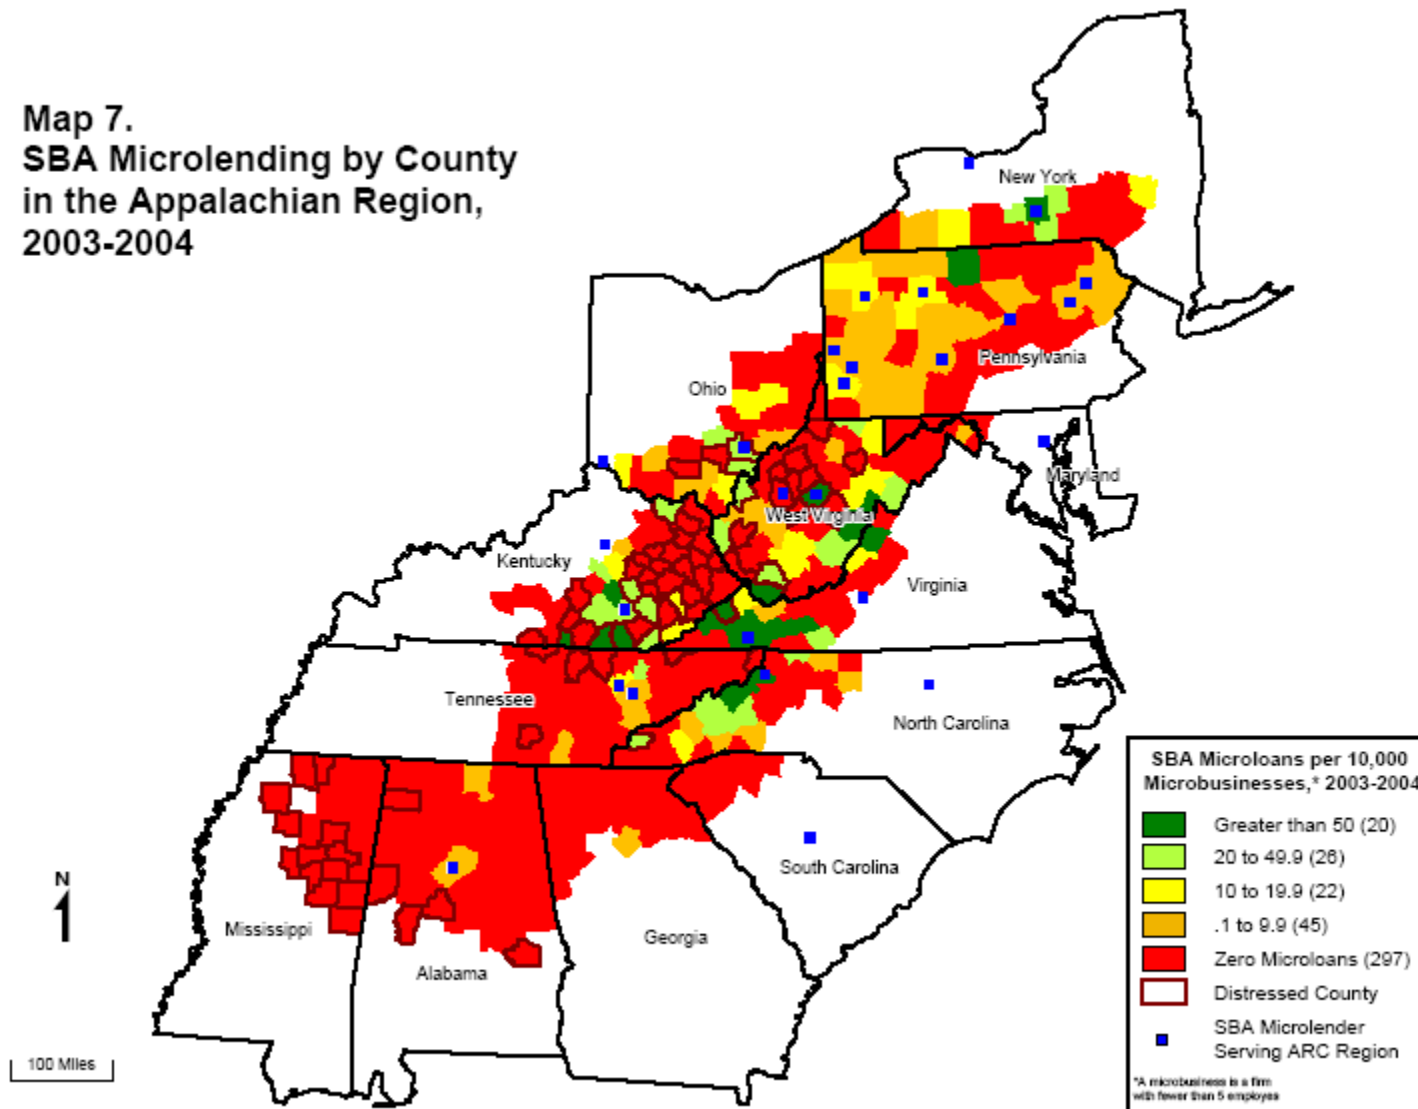 Map 7.
SBA Microlending by County
in the Appalachian Region,
2003-2004
New York
Pennsylvania
Ohio
Maryland
West Virginia
Kentucky
Virginia
Tennessee
North Carolina
South Carolina
Mississippi
Georgia
Alabama
N
100 Miles
SBA Microloans per 10,000
Microbusinesses,* 2003-2004
Greater than 50 (20)
20 to 49.9 (26)
10 to 19.9 (22)
.1 to 9.9 (45)
Zero Microloans (297)
Distressed County
SBA Microlender
Serving ARC Region
*A microbusiness is a firm
with fewer than 5 employes